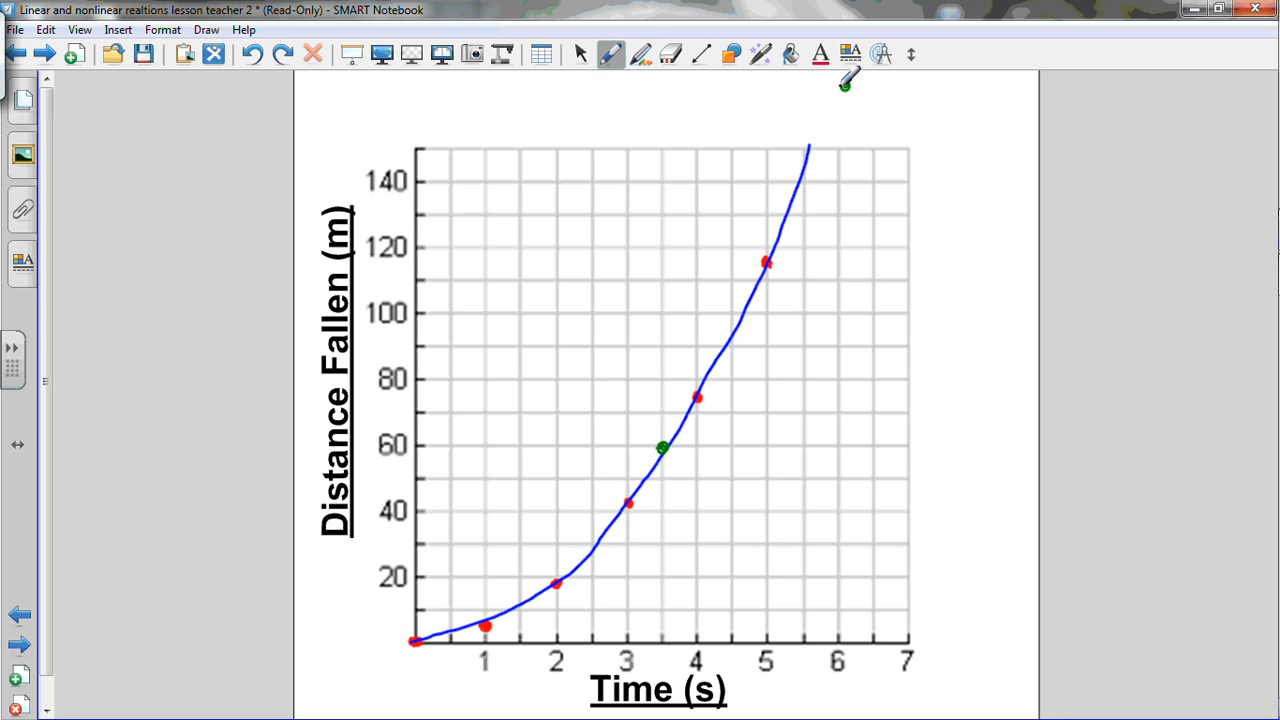 Linear and nonlinear realtions lesson teacher 2 * (Read-Only) - SMART Notebook
File Edit View Insert Format Draw Help
140
120
100
80
60
40
20
Distance Fallen (m)
1 2 3 4 5 6 7
Time (s)